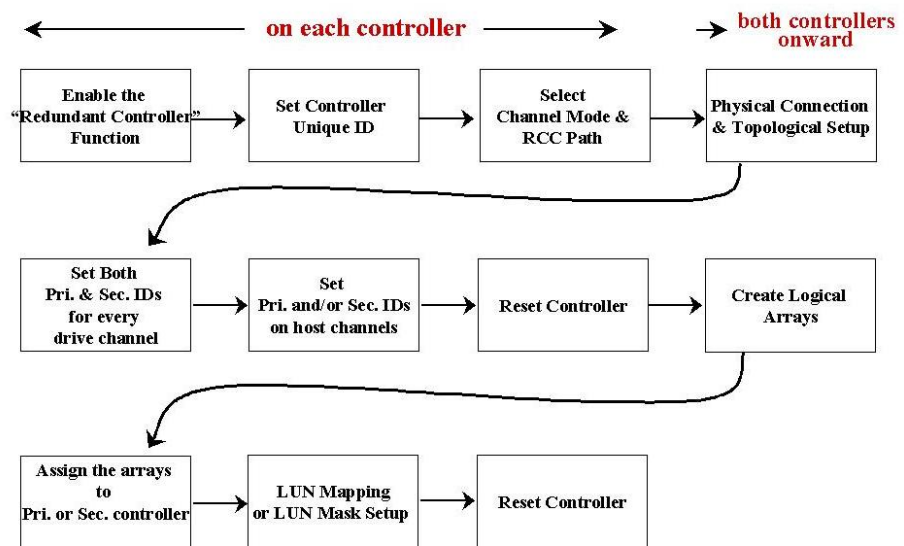 on each controller
both controllers
onward
Enable the
“Redundant Controller”
Function
Set Controller
Unique ID
Select
Channel Mode &
RCC Path
Physical Connection
& Topological Setup
Set Both
Pri. & Sec. IDs
for every
drive channel
Set
Pri. and/or Sec. IDs
on host channels
Reset Controller
Create Logical
Arrays
Assign the arrays
to
Pri. or Sec. controller
LUN Mapping
or LUN Mask Setup
Reset Controller